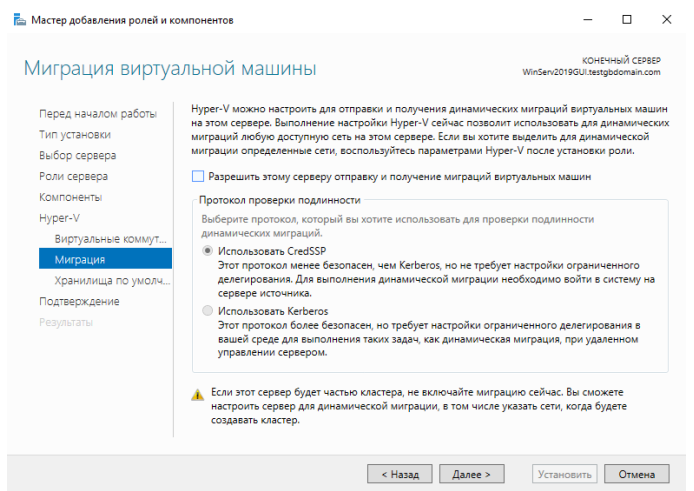 Мастер добавления ролей и компонентов
Миграция виртуальной машины
КОНЕЧНЫЙ СЕРВЕР
WinServ2019GUI.testgbdomain.com
Перед началом работы
Тип установки
Выбор сервера
Роли сервера
Компоненты
Hyper-V
Виртуальные коммут...
Миграция
Хранилища по умолч...
Подтверждение
Результаты
Hyper-V можно настроить для отправки и получения динамических миграций виртуальных машин
на этом сервере. Выполнение настройки Hyper-V сейчас позволит использовать для динамических
миграций любую доступную сеть на этом сервере. Если вы хотите выделить для динамической
миграции определенные сети, воспользуйтесь параметрами Hyper-V после установки роли.
Разрешить этому серверу отправку и получение миграций виртуальных машин
Протокол проверки подлинности
Выберите протокол, который вы хотите использовать для проверки подлинности
динамических миграций.
Использовать CredSSP
Этот протокол менее безопасен, чем Kerberos, но не требует настройки ограниченного
делегирования. Для выполнения динамической миграции необходимо войти в систему на
сервере источника.
Использовать Kerberos
Этот протокол более безопасен, но требует настройки ограниченного делегирования в
вашей среде для выполнения таких задач, как динамическая миграция, при удаленном
управлении сервером.
Если этот сервер будет частью кластера, не включайте миграцию сейчас. Вы сможете
настроить сервер для динамической миграции, в том числе указать сети, когда будете
создавать кластер.
< Назад Далее > Установить Отмена